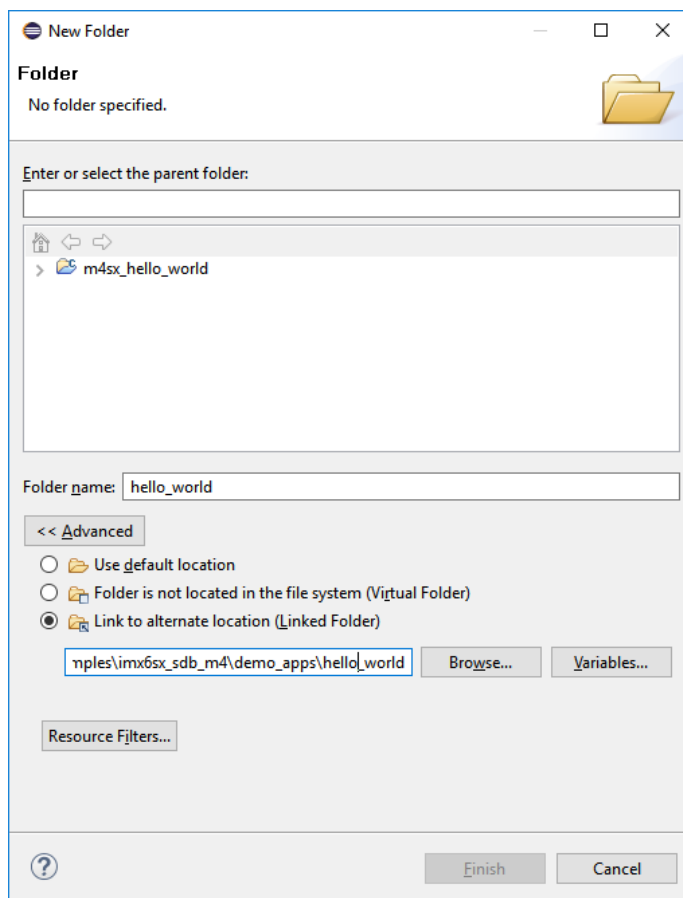 New Folder
Folder
No folder specified.
Enter or select the parent folder:
m4sx_hello_world
Folder name: hello_world
<< Advanced
Use default location
Folder is not located in the file system (Virtual Folder)
Link to alternate location (Linked Folder)
mples\imx6sx_sdb_m4\demo_apps\hello_world Browse... Variables...
Resource Filters...
? Finish Cancel